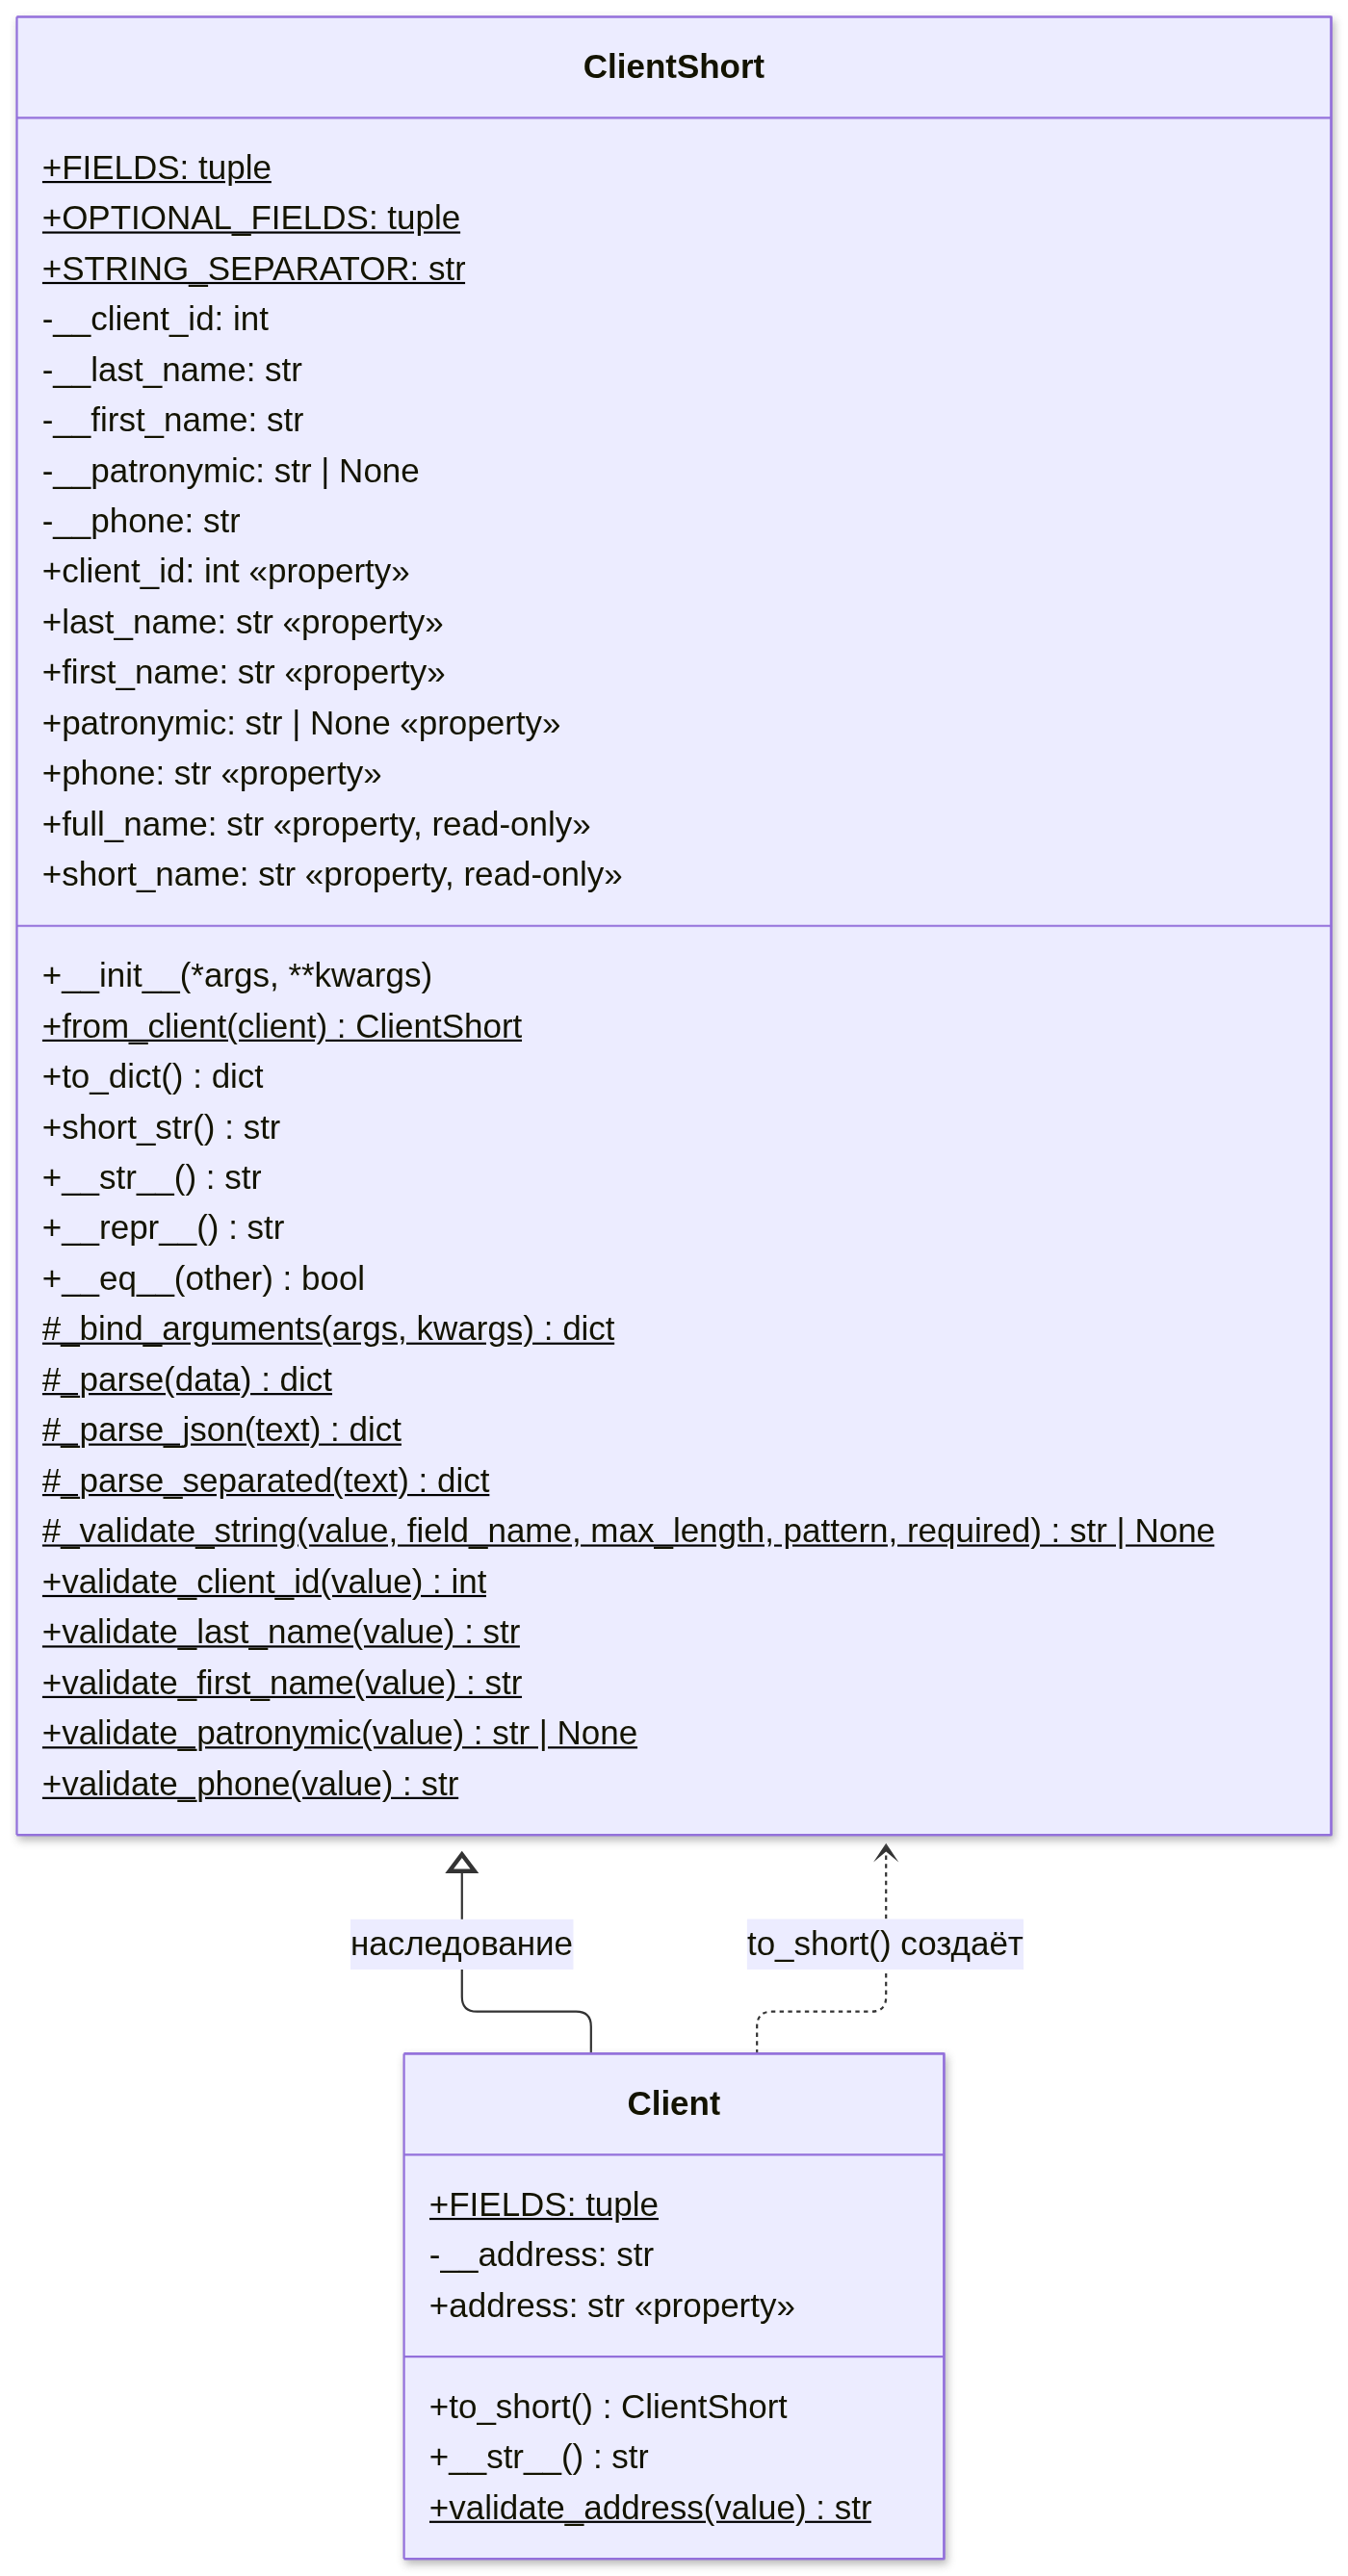 ClientShort
+FIELDS: tuple
+OPTIONAL_FIELDS: tuple
+STRING_SEPARATOR: str
-__client_id: int
-__last_name: str
-__first_name: str
-__patronymic: str | None
-__phone: str
+client_id: int «property»
+last_name: str «property»
+first_name: str «property»
+patronymic: str | None «property»
+phone: str «property»
+full_name: str «property, read-only»
+short_name: str «property, read-only»
+__init__(*args, **kwargs)
+from_client(client) : ClientShort
+to_dict() : dict
+short_str() : str
+__str__() : str
+__repr__() : str
+__eq__(other) : bool
#_bind_arguments(args, kwargs) : dict
#_parse(data) : dict
#_parse_json(text) : dict
#_parse_separated(text) : dict
#_validate_string(value, field_name, max_length, pattern, required) : str | None
+validate_client_id(value) : int
+validate_last_name(value) : str
+validate_first_name(value) : str
+validate_patronymic(value) : str | None
+validate_phone(value) : str
наследование
to_short() создаёт
Client
+FIELDS: tuple
-__address: str
+address: str «property»
+to_short() : ClientShort
+__str__() : str
+validate_address(value) : str